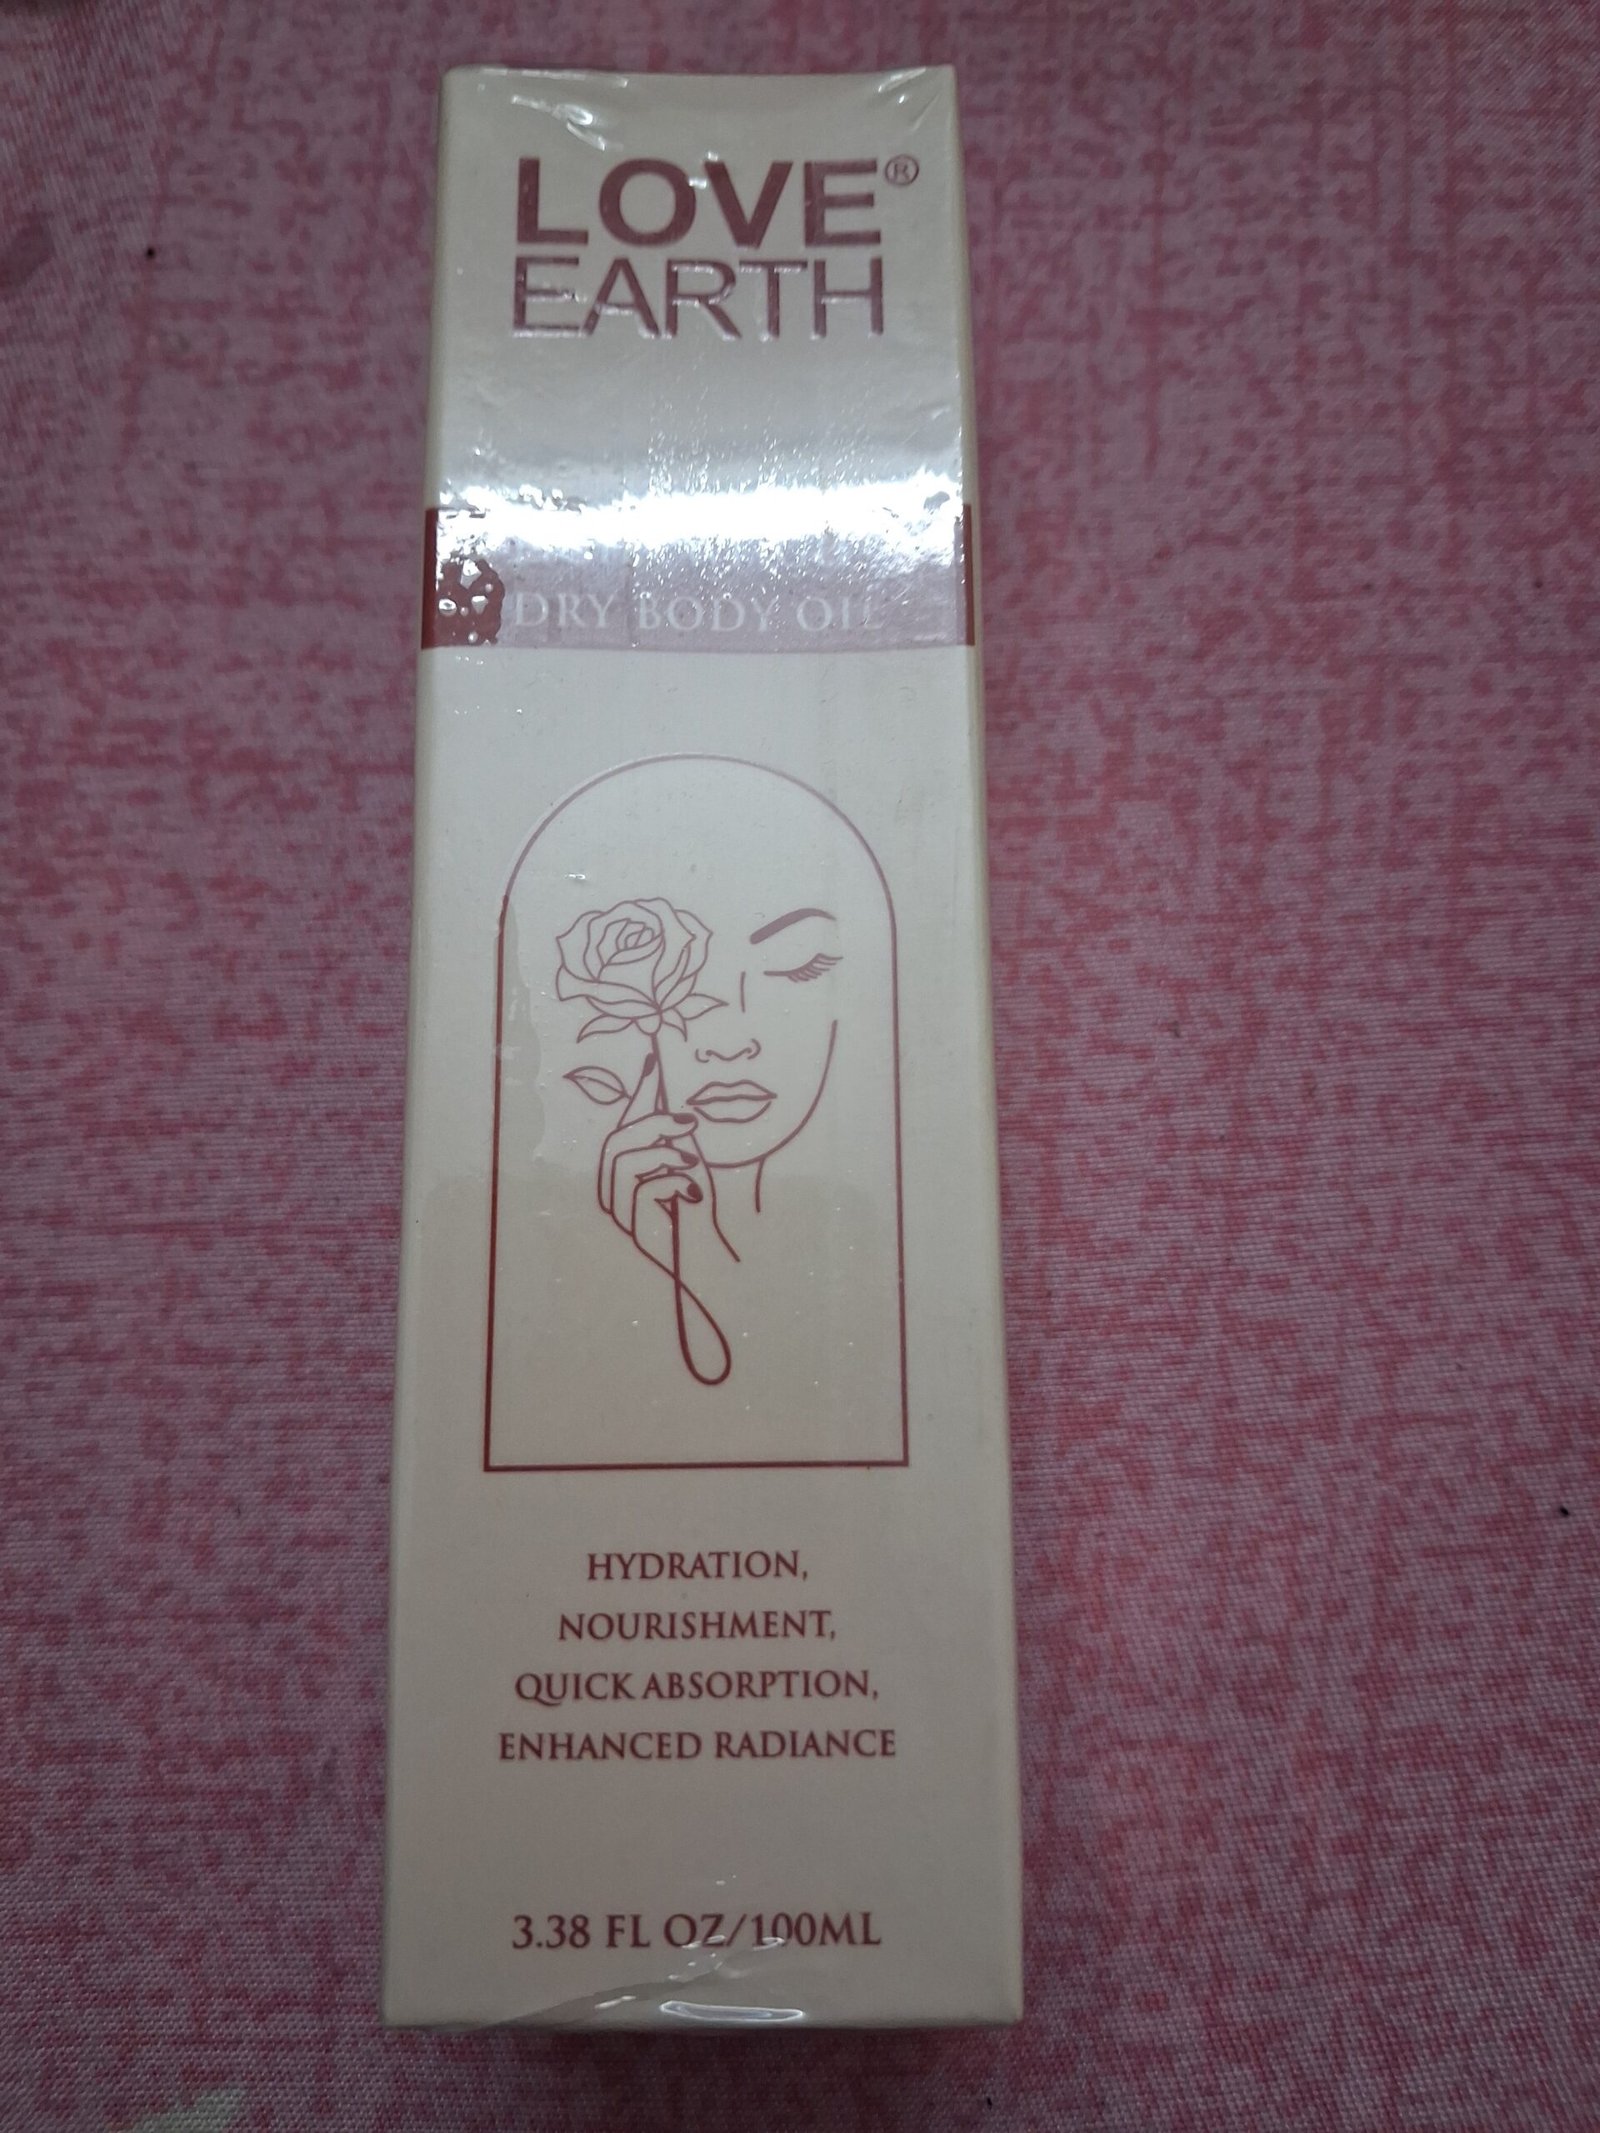 LOVE®
EARTH
DRY BODY OIL
HYDRATION,
NOURISHMENT,
QUICK ABSORPTION,
ENHANCED RADIANCE
3.38 FL OZ/100ML